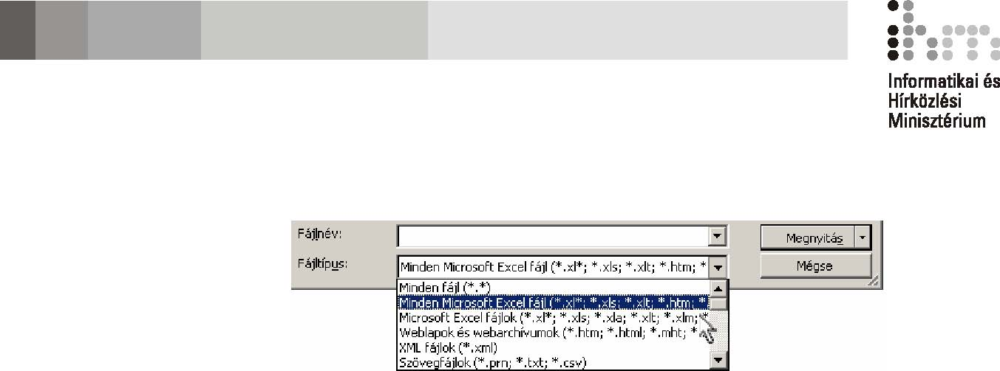 ihm
Informatikai és
Hírközlési
Minisztérium
Fájlnév:
Megnyitás
Fájltípus:
Minden Microsoft Excel fájl (*.xl*; *.xls; *.xlt; *.htm; *
Mégse
Minden fájl (*.*)
Minden Microsoft Excel fájl (*.xl*; *.xls; *.xlt; *.htm; *
Microsoft Excel fájlok (*.xl*; *.xls; *.xla; *.xlt; *.xlm; *
Weblapok és webarchívumok (*.htm; *.html; *.mht; *
XML fájlok (*.xml)
Szövegfájlok (*.prn; *.txt; *.csv)